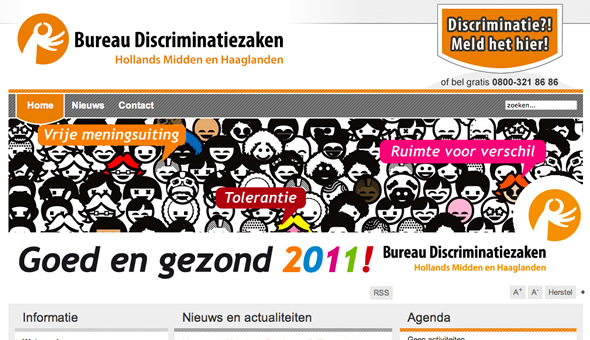 Bureau Discriminatiezaken
Hollands Midden en Haaglanden
Discriminatie?!
Meld het hier!
of bel gratis 0800-321 86 86
Home Nieuws Contact
zoeken...
Vrije meningsuiting
Ruimte voor verschil
Tolerantie
Goed en gezond 2011!
Bureau Discriminatiezaken
Hollands Midden en Haaglanden
RSS
A+ A- Herstel
Informatie
Nieuws en actualiteiten
Agenda
Geen activiteiten